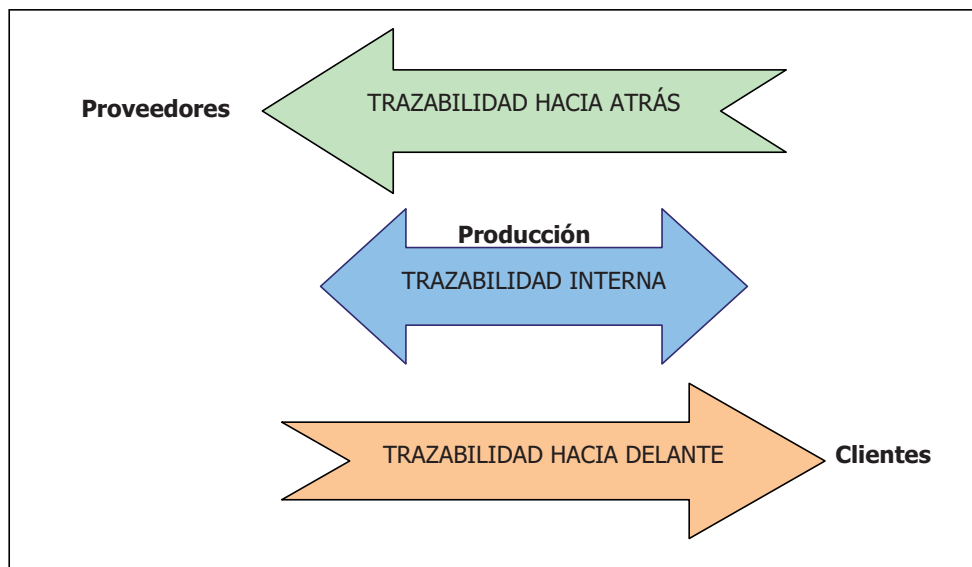 TRAZABILIDAD HACIA ATRÁS
Proveedores
Producción
TRAZABILIDAD INTERNA
TRAZABILIDAD HACIA DELANTE
Clientes